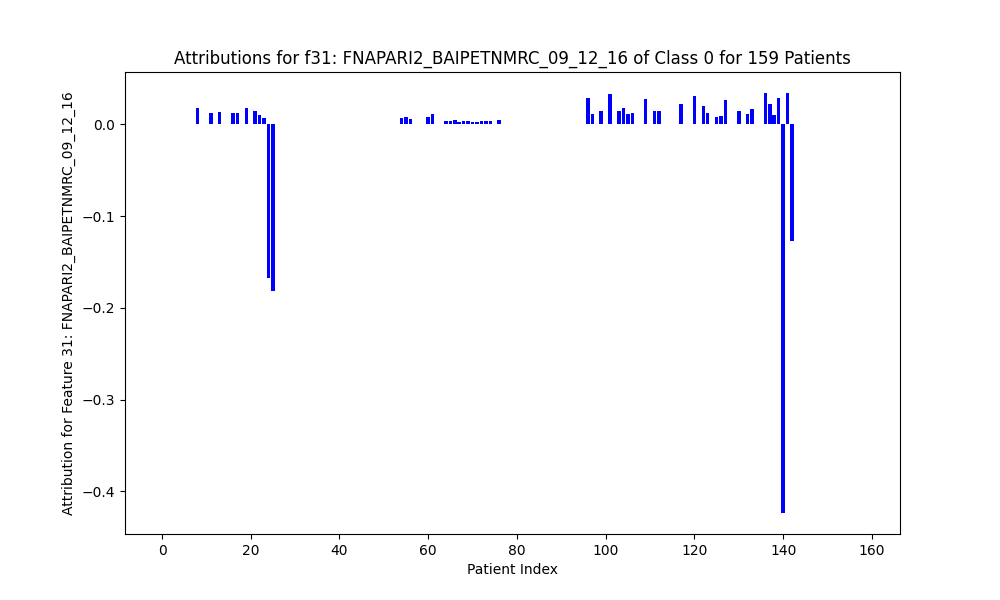 Attributions for f31: FNAPARI2_BAIPETNMRC_09_12_16 of Class 0 for 159 Patients
Attribution for Feature 31: FNAPARI2_BAIPETNMRC_09_12_16
0.0
−0.1
−0.2
−0.3
−0.4
0 20 40 60 80 100 120 140 160
Patient Index